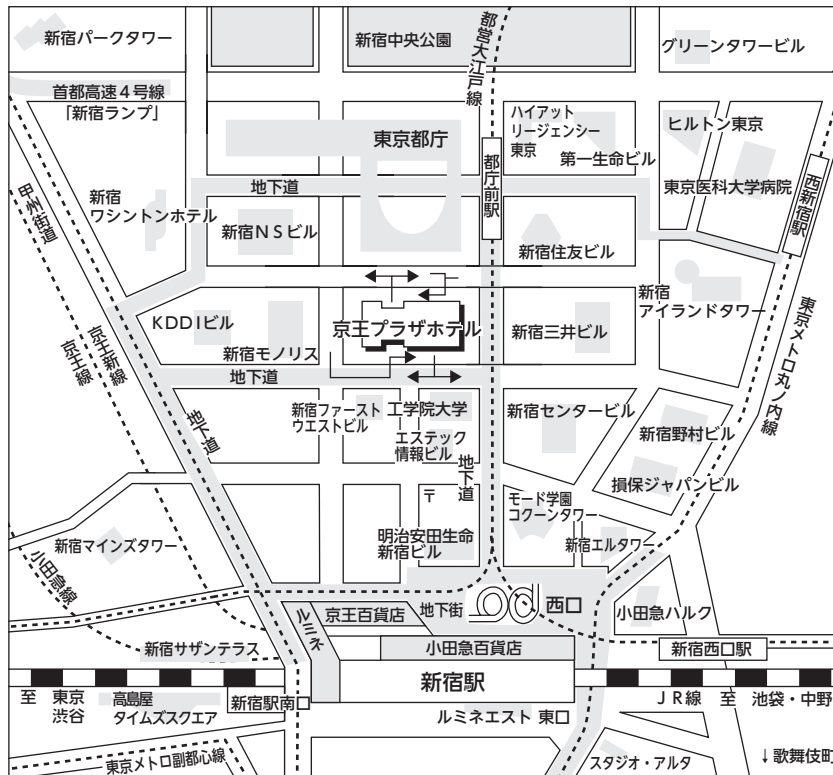 新宿パークタワー
新宿中央公園
都営大江戸線
グリーンタワービル
首都高速4号線
「新宿ランプ」
東京都庁
ハイアット
リージェンシー
東京
第一生命ビル
ヒルトン東京
都庁前駅
東京医科大学病院
西新宿駅
地下道
新宿
ワシントンホテル
甲州街道
新宿NSビル
新宿住友ビル
新宿
アイランドタワー
KDDIビル
新宿モノリス
京王プラザホテル
新宿三井ビル
東京メトロ丸ノ内線
京王新線
京王線
地下道
地下道
新宿ファースト
ウエストビル
工学院大学
エステック
情報ビル
地下道
新宿センタービル
新宿野村ビル
損保ジャパンビル
〒
モード学園
コクーンタワー
新宿マインズタワー
明治安田生命
新宿ビル
新宿エルタワー
小田急線
ルミネ
京王百貨店
地下街
西口
小田急ハルク
新宿サザンテラス
小田急百貨店
新宿西口駅
至 東京
渋谷
高島屋
タイムズスクエア
新宿駅南口
新宿駅
JR線 至 池袋・中野
ルミネエスト 東口
東京メトロ副都心線
スタジオ・アルタ
↓歌舞伎町